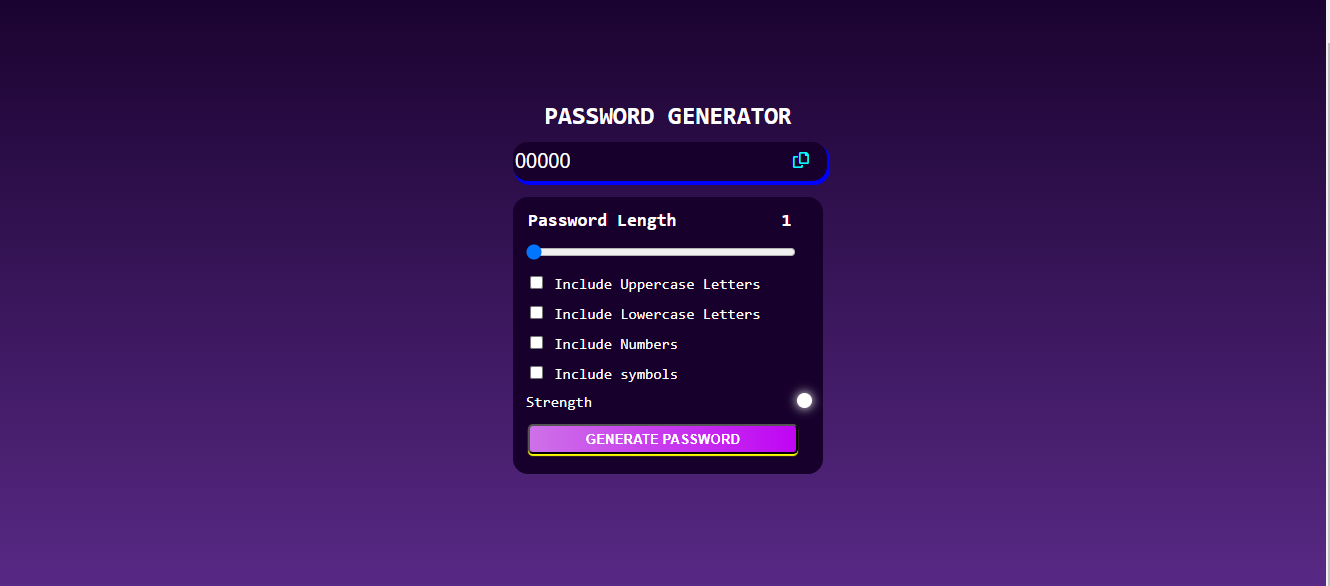 PASSWORD GENERATOR
00000
Password Length 1
Include Uppercase Letters
Include Lowercase Letters
Include Numbers
Include symbols
Strength
GENERATE PASSWORD